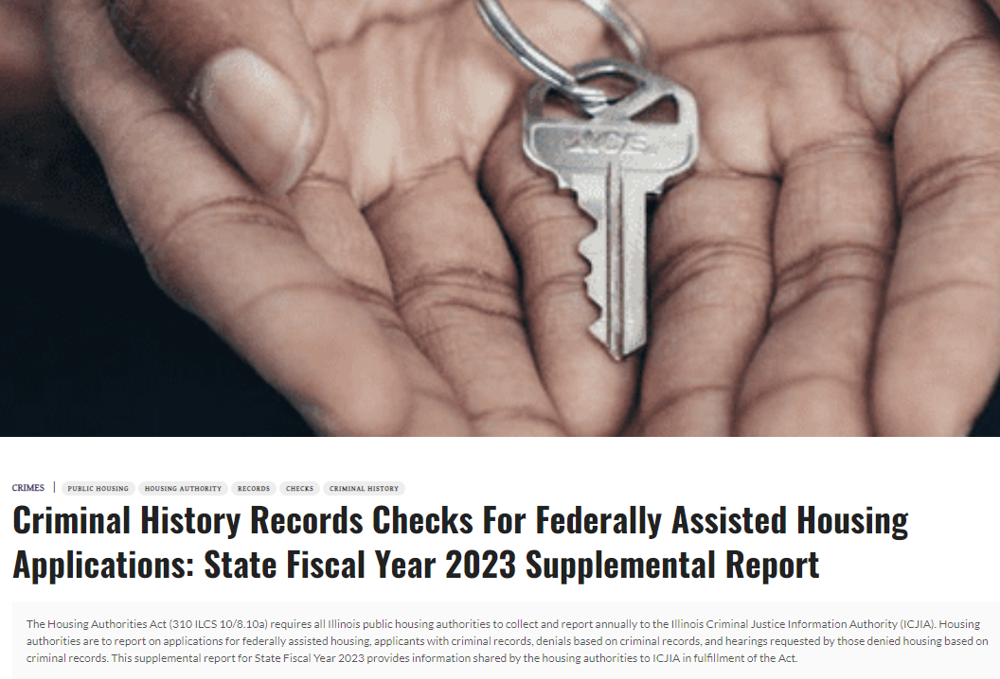 CRIMES | PUBLIC HOUSING HOUSING AUTHORITY RECORDS CHECKS CRIMINAL HISTORY
Criminal History Records Checks For Federally Assisted Housing
Applications: State Fiscal Year 2023 Supplemental Report
The Housing Authorities Act (310 ILCS 10/8.10a) requires all Illinois public housing authorities to collect and report annually to the Illinois Criminal Justice Information Authority (ICJIA). Housing
authorities are to report on applications for federally assisted housing, applicants with criminal records, denials based on criminal records, and hearings requested by those denied housing based on
criminal records. This supplemental report for State Fiscal Year 2023 provides information shared by the housing authorities to ICJIA in fulfillment of the Act.